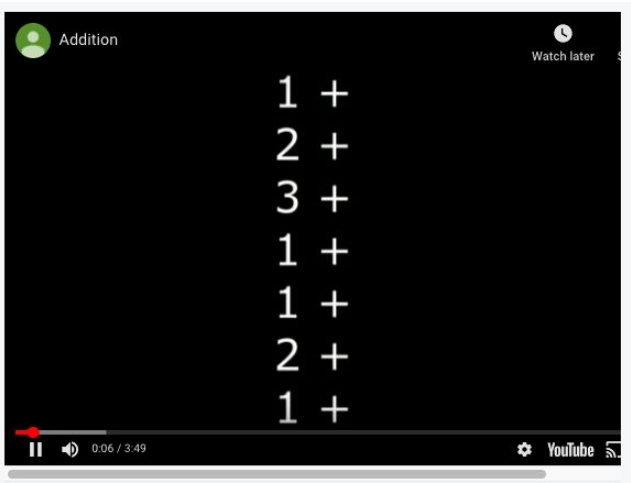 Addition
Watch later
1 +
2 +
3 +
1 +
1 +
2 +
1 +
0:06 / 3:49
YouTube